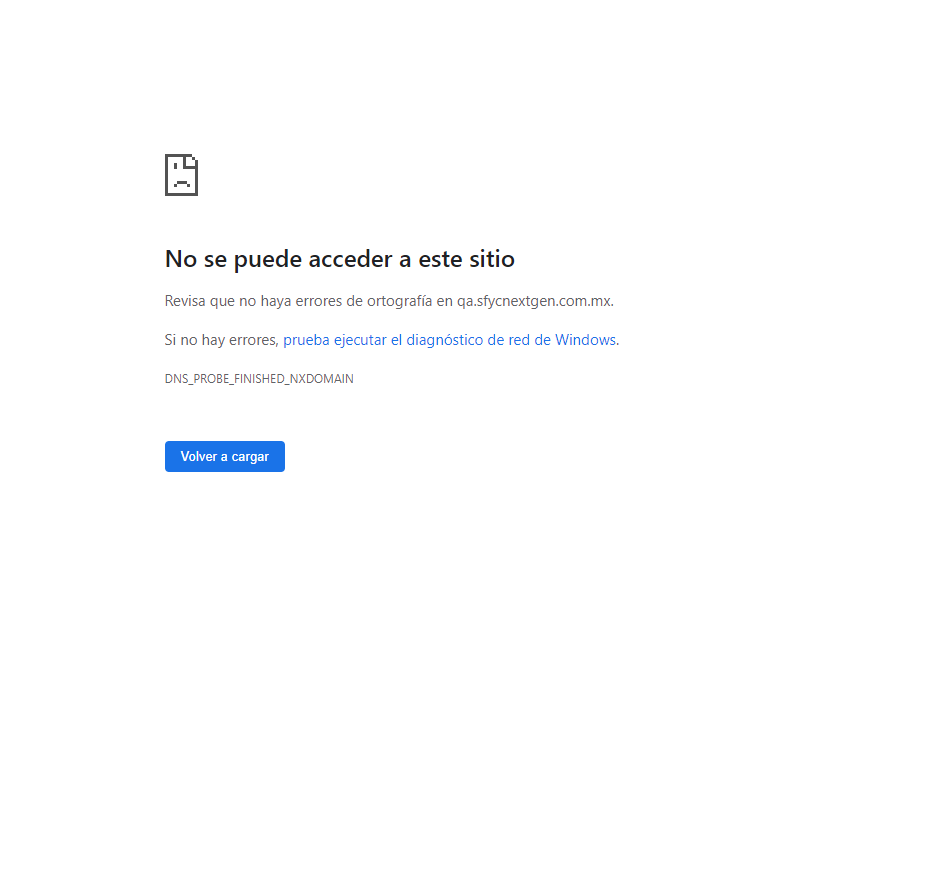 No se puede acceder a este sitio
Revisa que no haya errores de ortografía en qa.sfycnextgen.com.mx.
Si no hay errores, prueba ejecutar el diagnóstico de red de Windows.
DNS_PROBE_FINISHED_NXDOMAIN
Volver a cargar